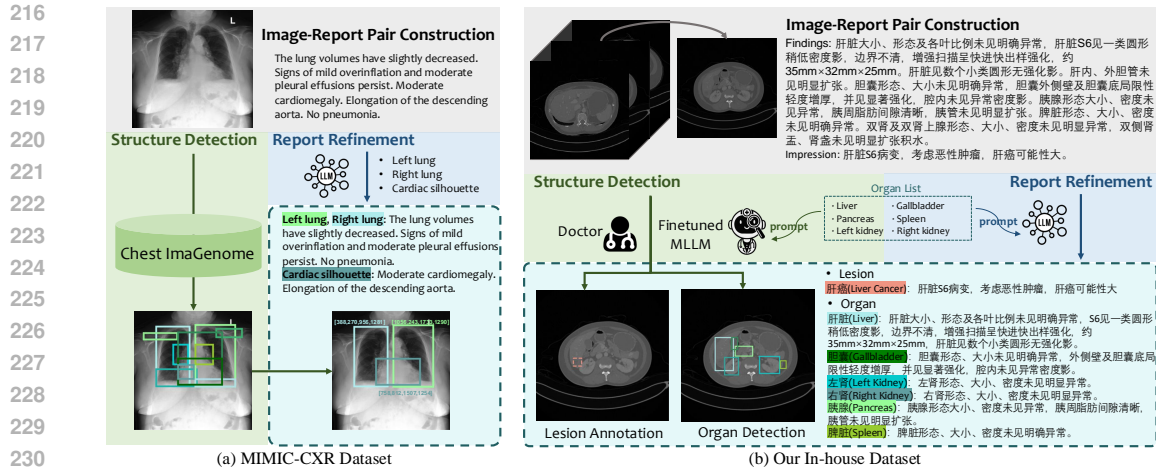 216
217
218
219
220
221
222
223
224
225
226
227
228
229
230
L
Image-Report Pair Construction
The lung volumes have slightly decreased.
Signs of mild overinflation and moderate
pleural effusions persist. Moderate
cardiomegaly. Elongation of the descending
aorta. No pneumonia.
Structure Detection
Report Refinement
LLM
• Left lung
• Right lung
• Cardiac silhouette
Chest ImaGenome
Left lung, Right lung: The lung volumes
have slightly decreased. Signs of mild
overinflation and moderate pleural effusions
persist. No pneumonia.
Cardiac silhouette: Moderate cardiomegaly.
Elongation of the descending aorta.
L
(a) MIMIC-CXR Dataset
Image-Report Pair Construction
Findings: 肝脏大小、形态及各叶比例未见明确异常，肝脏S6见一类圆形
稍低密度影，边界不清，增强扫描呈快进快出样强化，约
35mm×32mm×25mm。肝脏见数个小类圆形无强化影。肝内、外胆管未
见明显扩张。胆囊形态、大小未见明确异常，胆囊外侧壁及胆囊底局限性
轻度增厚，并见显著强化，腔内未见异常密度影。胰腺形态大小、密度未
见异常，胰周脂肪间隙清晰，胰管未见明显扩张。脾脏形态、大小、密度
未见明确异常。双肾及双肾上腺形态、大小、密度未见明显异常，双侧肾
盂、肾盏未见明显扩张积水。
Impression: 肝脏S6病变，考虑恶性肿瘤，肝癌可能性大。
Structure Detection
Report Refinement
Doctor
Finetuned
MLLM
prompt
Organ List
• Liver
• Gallbladder
• Pancreas
• Spleen
• Left kidney
• Right kidney
prompt
LLM
• Lesion
肝癌(Liver Cancer)：肝脏S6病变，考虑恶性肿瘤，肝癌可能性大
• Organ
肝脏(Liver)：肝脏大小、形态及各叶比例未见明确异常，S6见一类圆形
稍低密度影，边界不清，增强扫描呈快进快出样强化，约
35mm×32mm×25mm，肝脏见数个小类圆形无强化影。
胆囊(Gallbladder)：胆囊形态、大小未见明确异常，外侧壁及胆囊底局
限性轻度增厚，并见显著强化，腔内未见异常密度影。
左肾(Left Kidney)：左肾形态、大小、密度未见明显异常。
右肾(Right Kidney)：右肾形态、大小、密度未见明显异常。
胰腺(Pancreas)：胰腺形态大小、密度未见异常，胰周脂肪间隙清晰，
胰管未见明显扩张。
脾脏(Spleen)：脾脏形态、大小、密度未见明确异常。
Lesion Annotation
Organ Detection
(b) Our In-house Dataset